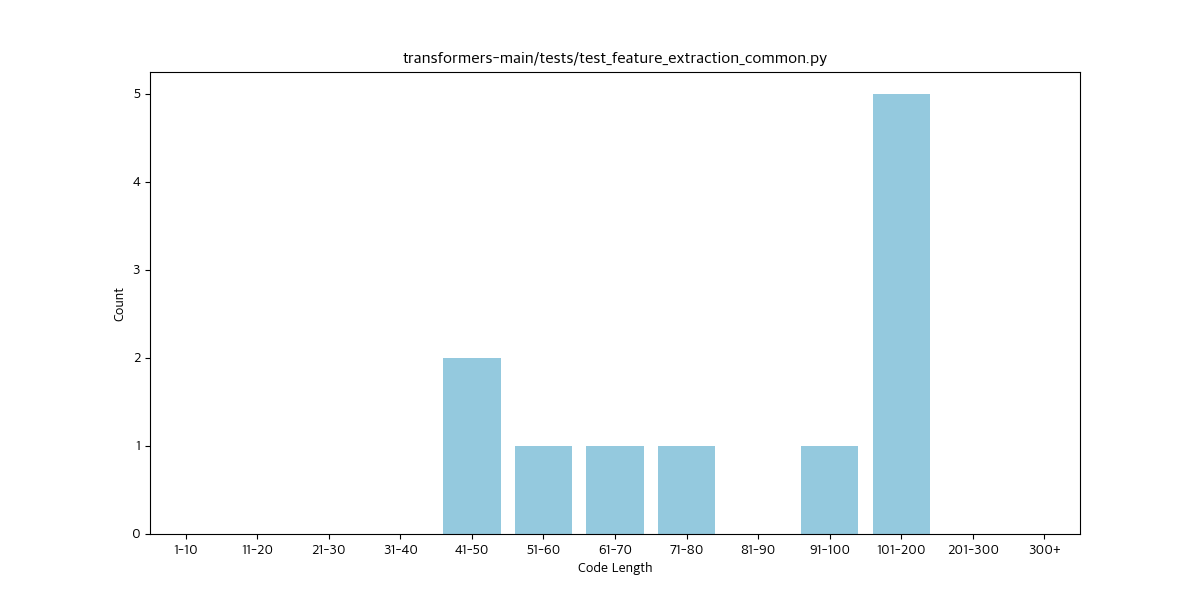 transformers-main/tests/test_feature_extraction_common.py
5
4
3
2
1
0
Count
1-10 11-20 21-30 31-40 41-50 51-60 61-70 71-80 81-90 91-100 101-200 201-300 300+
Code Length